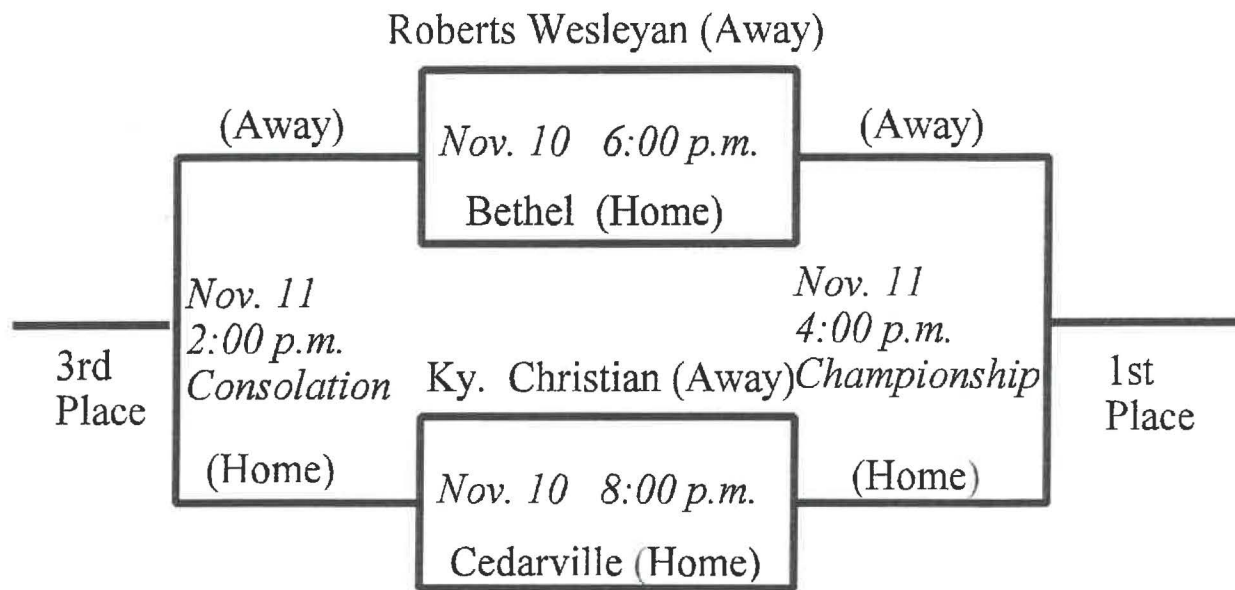 Roberts Wesleyan (Away)
(Away)
Nov. 10 6:00 p.m.
(Away)
Bethel (Home)
Nov. 11
2:00 p.m.
Consolation
Nov. 11
4:00 p.m.
Championship
3rd
Place
1st
Place
Ky. Christian (Away)
(Home)
Nov. 10 8:00 p.m.
(Home)
Cedarville (Home)